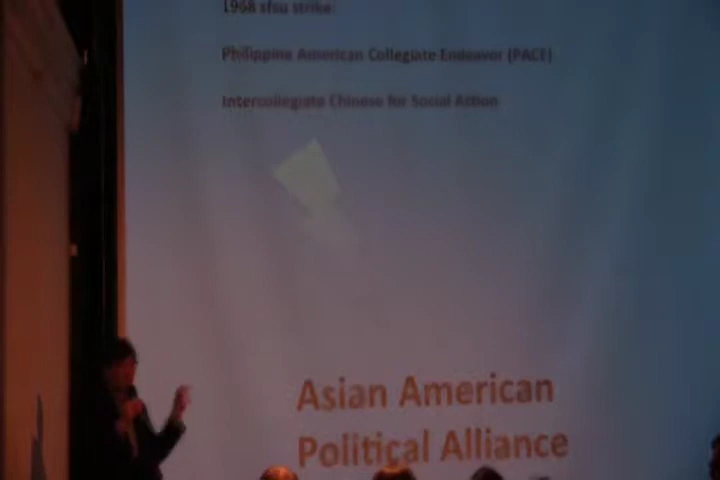 1968 sfsu strike
Philippine American Collegiate Endeavor (PACE)
Intercollegiate Chinese for Social Action
Asian American
Political Alliance